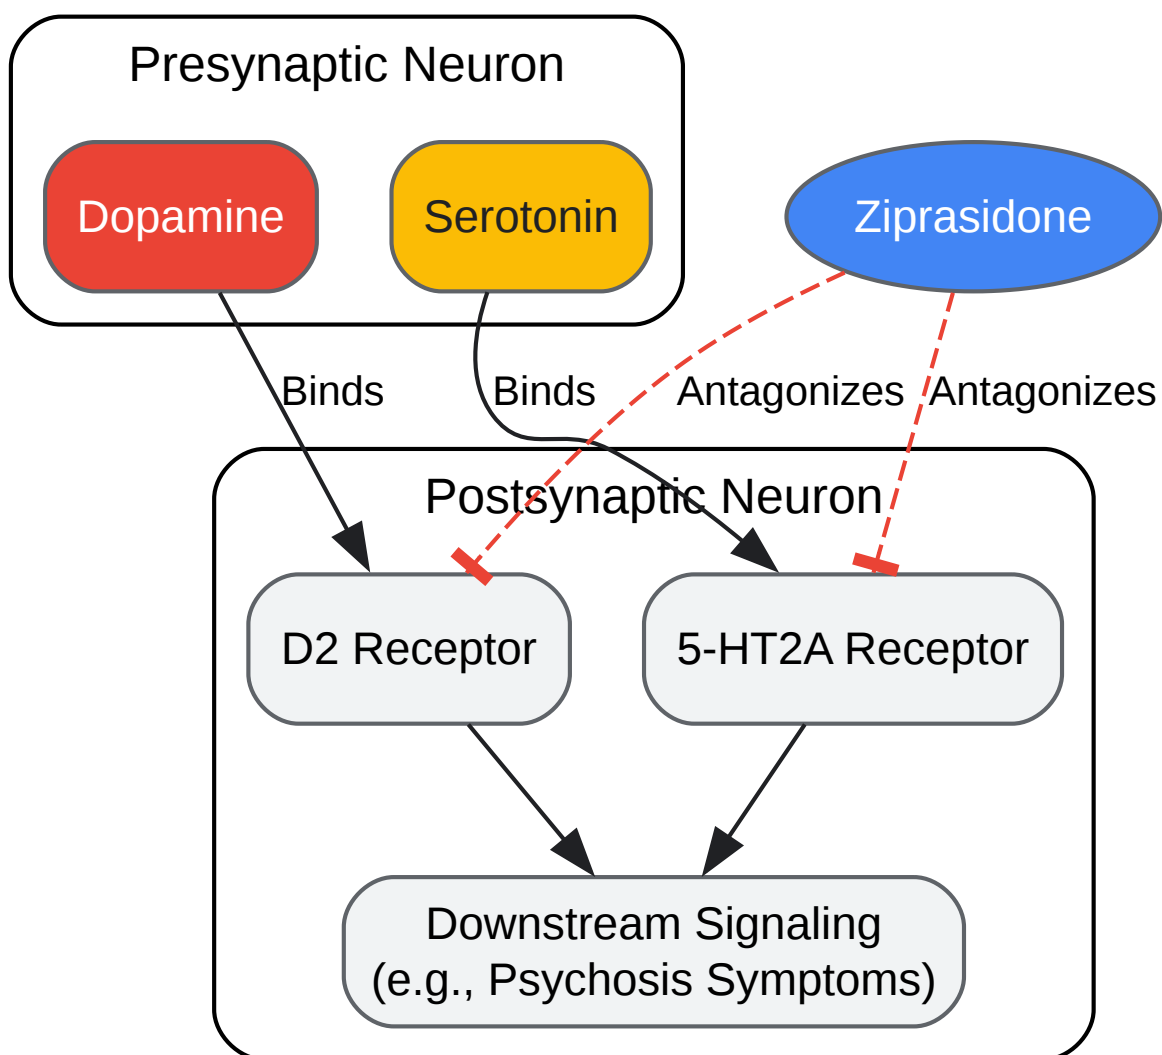 Presynaptic Neuron
Dopamine
Serotonin
Ziprasidone
Binds
Binds
Antagonizes
Antagonizes
Postsynaptic Neuron
D2 Receptor
5-HT2A Receptor
Downstream Signaling
(e.g., Psychosis Symptoms)